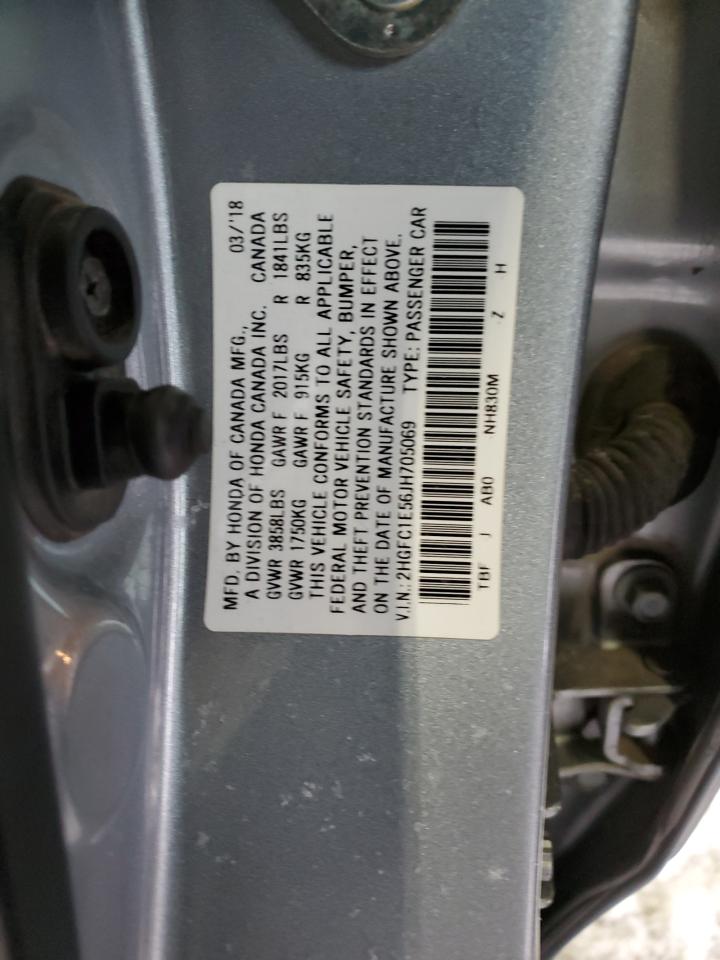 MFD. BY HONDA OF CANADA MFG., 03/'18
A DIVISION OF HONDA CANADA INC. CANADA
GVWR 3858LBS GAWR F 2017LBS R 1841LBS
GVWR 1750KG GAWR F 915KG R 835KG
THIS VEHICLE CONFORMS TO ALL APPLICABLE
FEDERAL MOTOR VEHICLE SAFETY, BUMPER,
AND THEFT PREVENTION STANDARDS IN EFFECT
ON THE DATE OF MANUFACTURE SHOWN ABOVE.
V.I.N.: 2HGFC1E56JH705069 TYPE: PASSENGER CAR
TBF J AB0 NH830M Z H